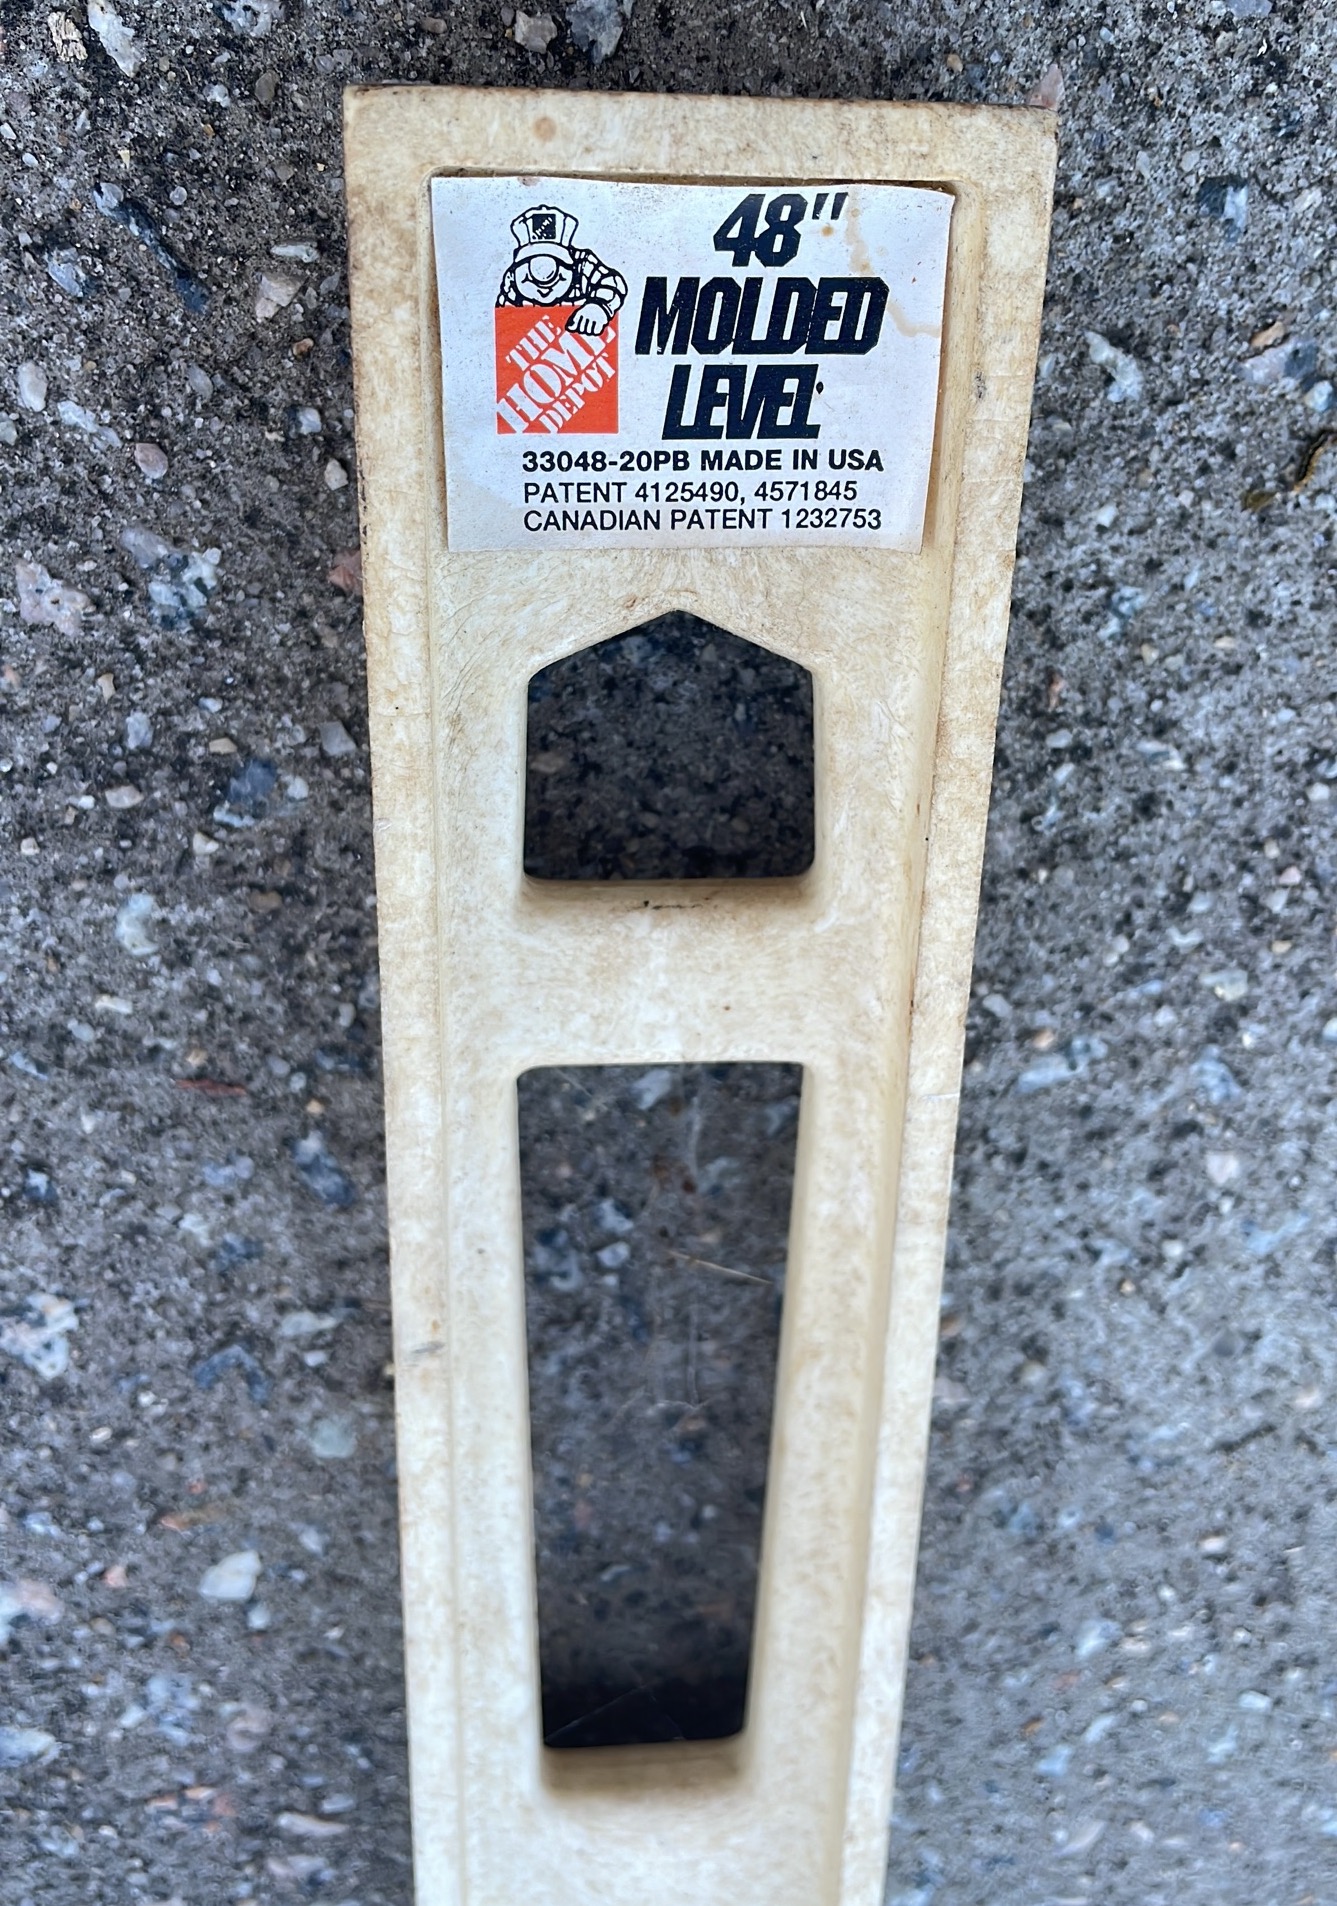 48"
MOLDED
LEVEL
THE
HOME
DEPOT
33048-20PB MADE IN USA
PATENT 4125490, 4571845
CANADIAN PATENT 1232753